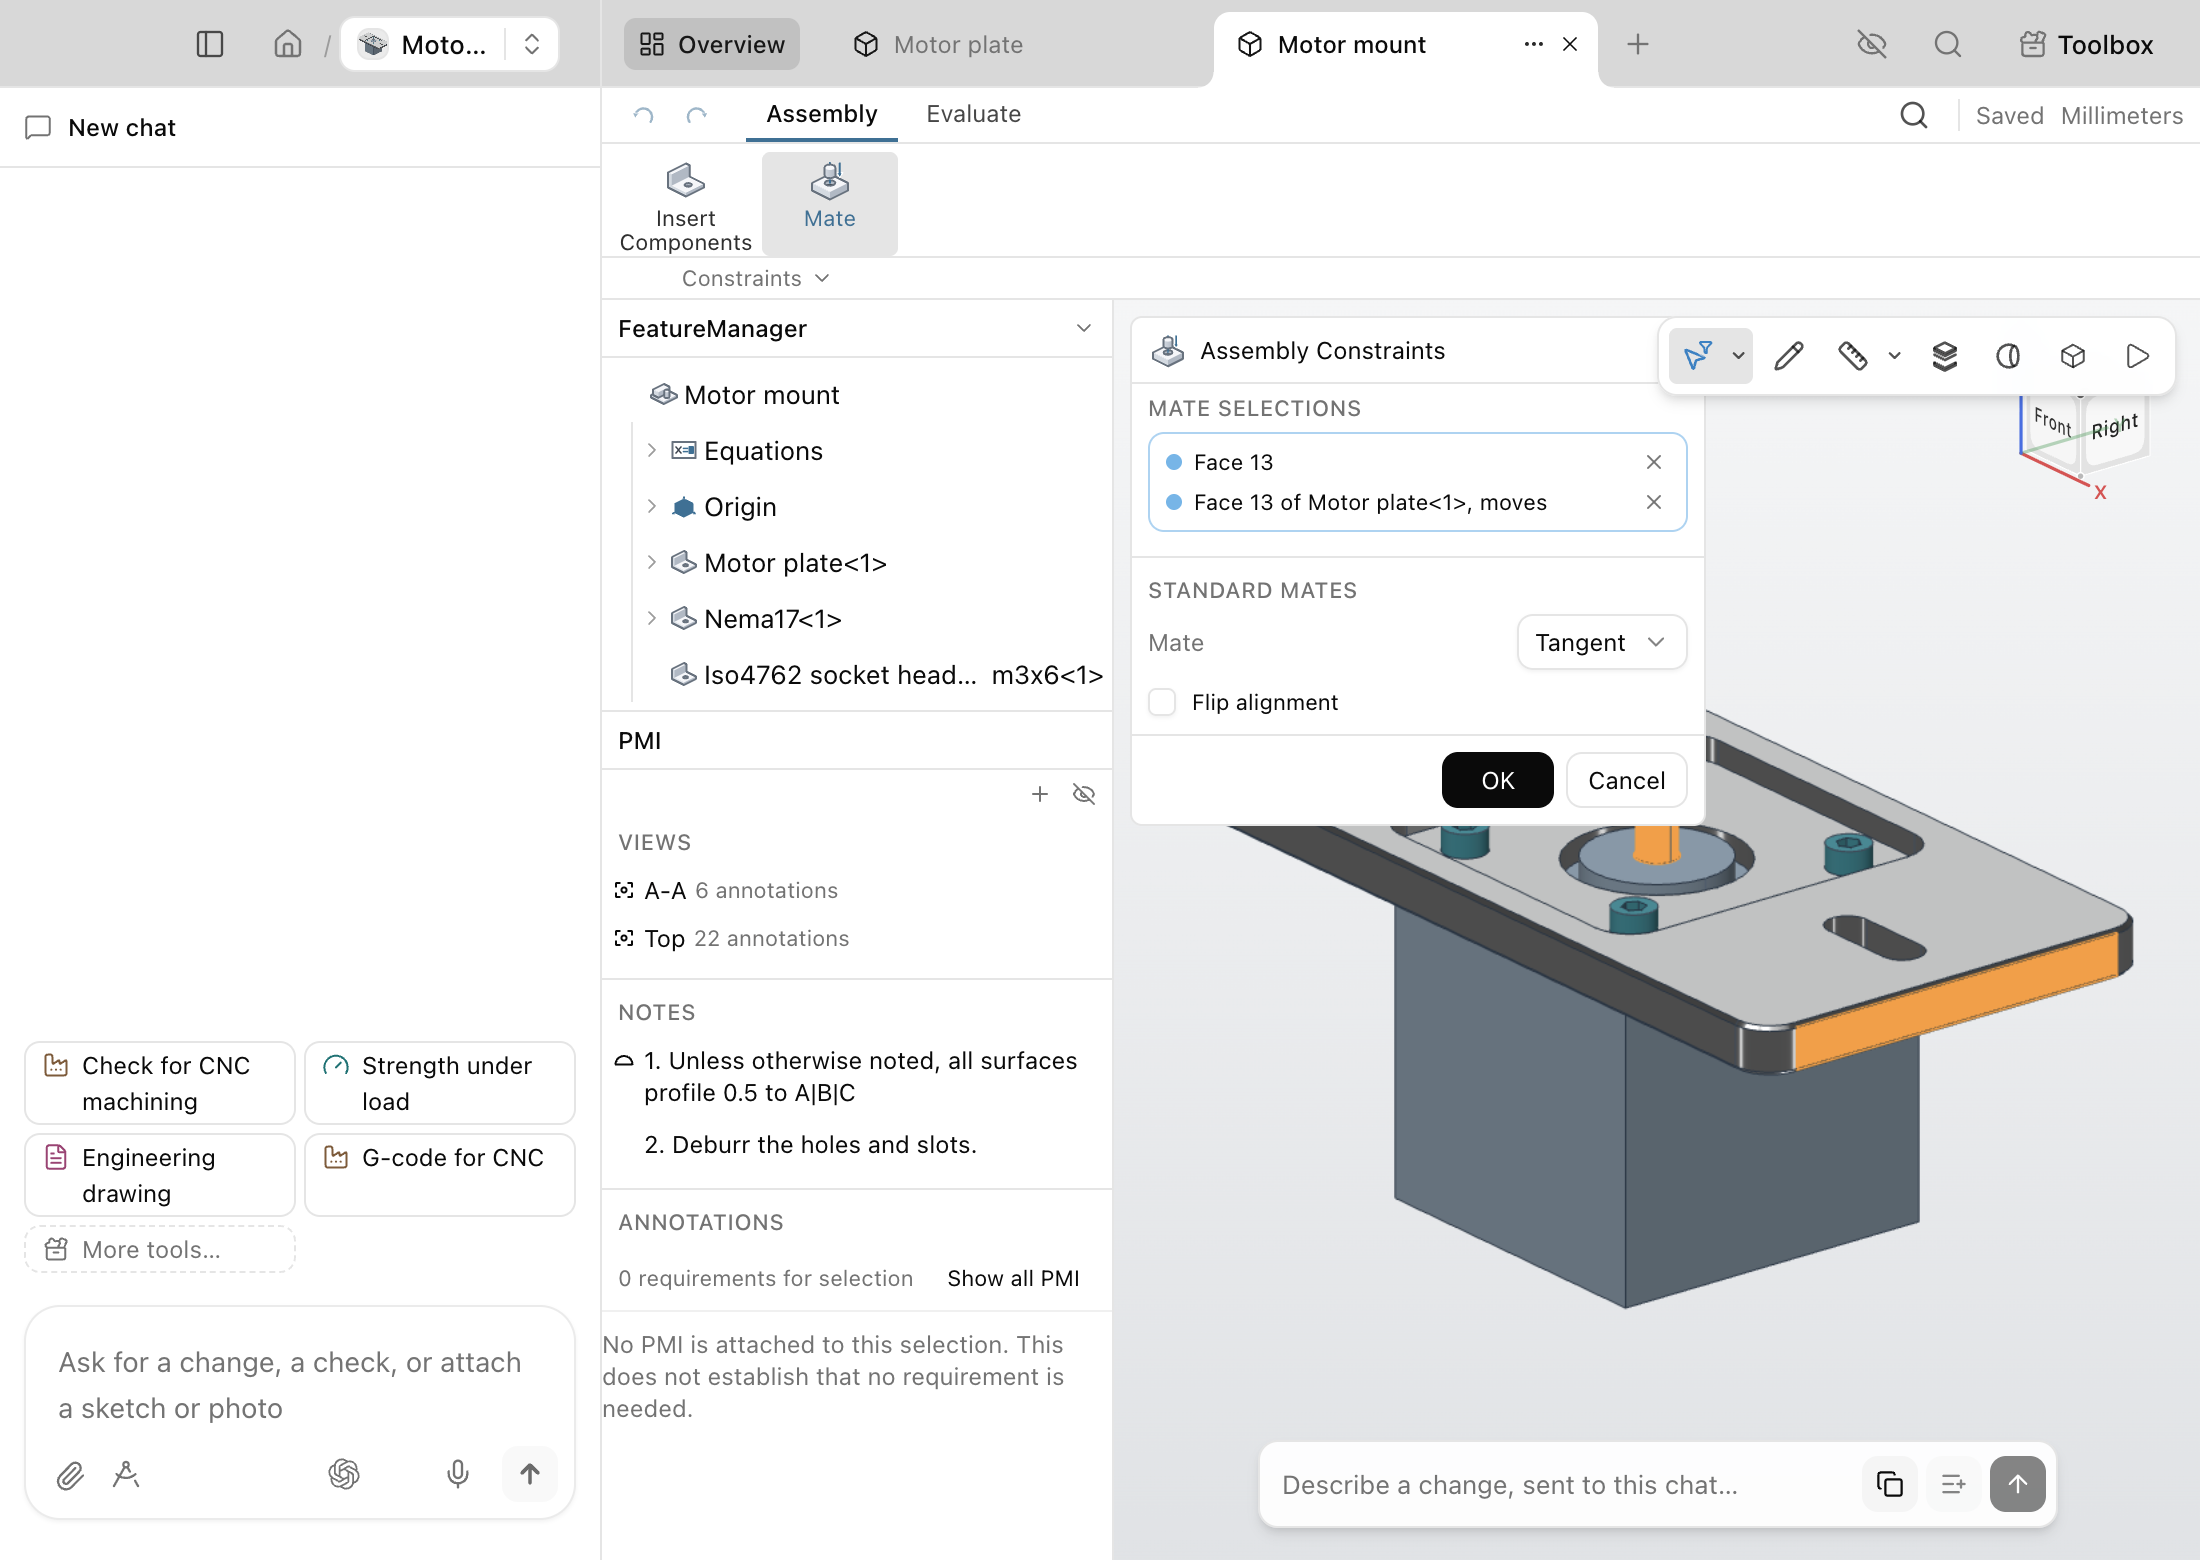 / Moto...
Overview
Motor plate
Motor mount
Toolbox
New chat
Assembly
Evaluate
Saved
Millimeters
Insert
Components
Mate
Constraints
FeatureManager
Motor mount
Equations
Origin
Motor plate<1>
Nema17<1>
Iso4762 socket head... m3x6<1>
PMI
VIEWS
A-A 6 annotations
Top 22 annotations
NOTES
1. Unless otherwise noted, all surfaces
profile 0.5 to A|B|C
2. Deburr the holes and slots.
ANNOTATIONS
0 requirements for selection
Show all PMI
No PMI is attached to this selection. This
does not establish that no requirement is
needed.
Assembly Constraints
MATE SELECTIONS
Face 13
Face 13 of Motor plate<1>, moves
STANDARD MATES
Mate
Tangent
Flip alignment
OK
Cancel
Front
Right
X
Check for CNC
machining
Strength under
load
Engineering
drawing
G-code for CNC
More tools...
Ask for a change, a check, or attach
a sketch or photo
Describe a change, sent to this chat...